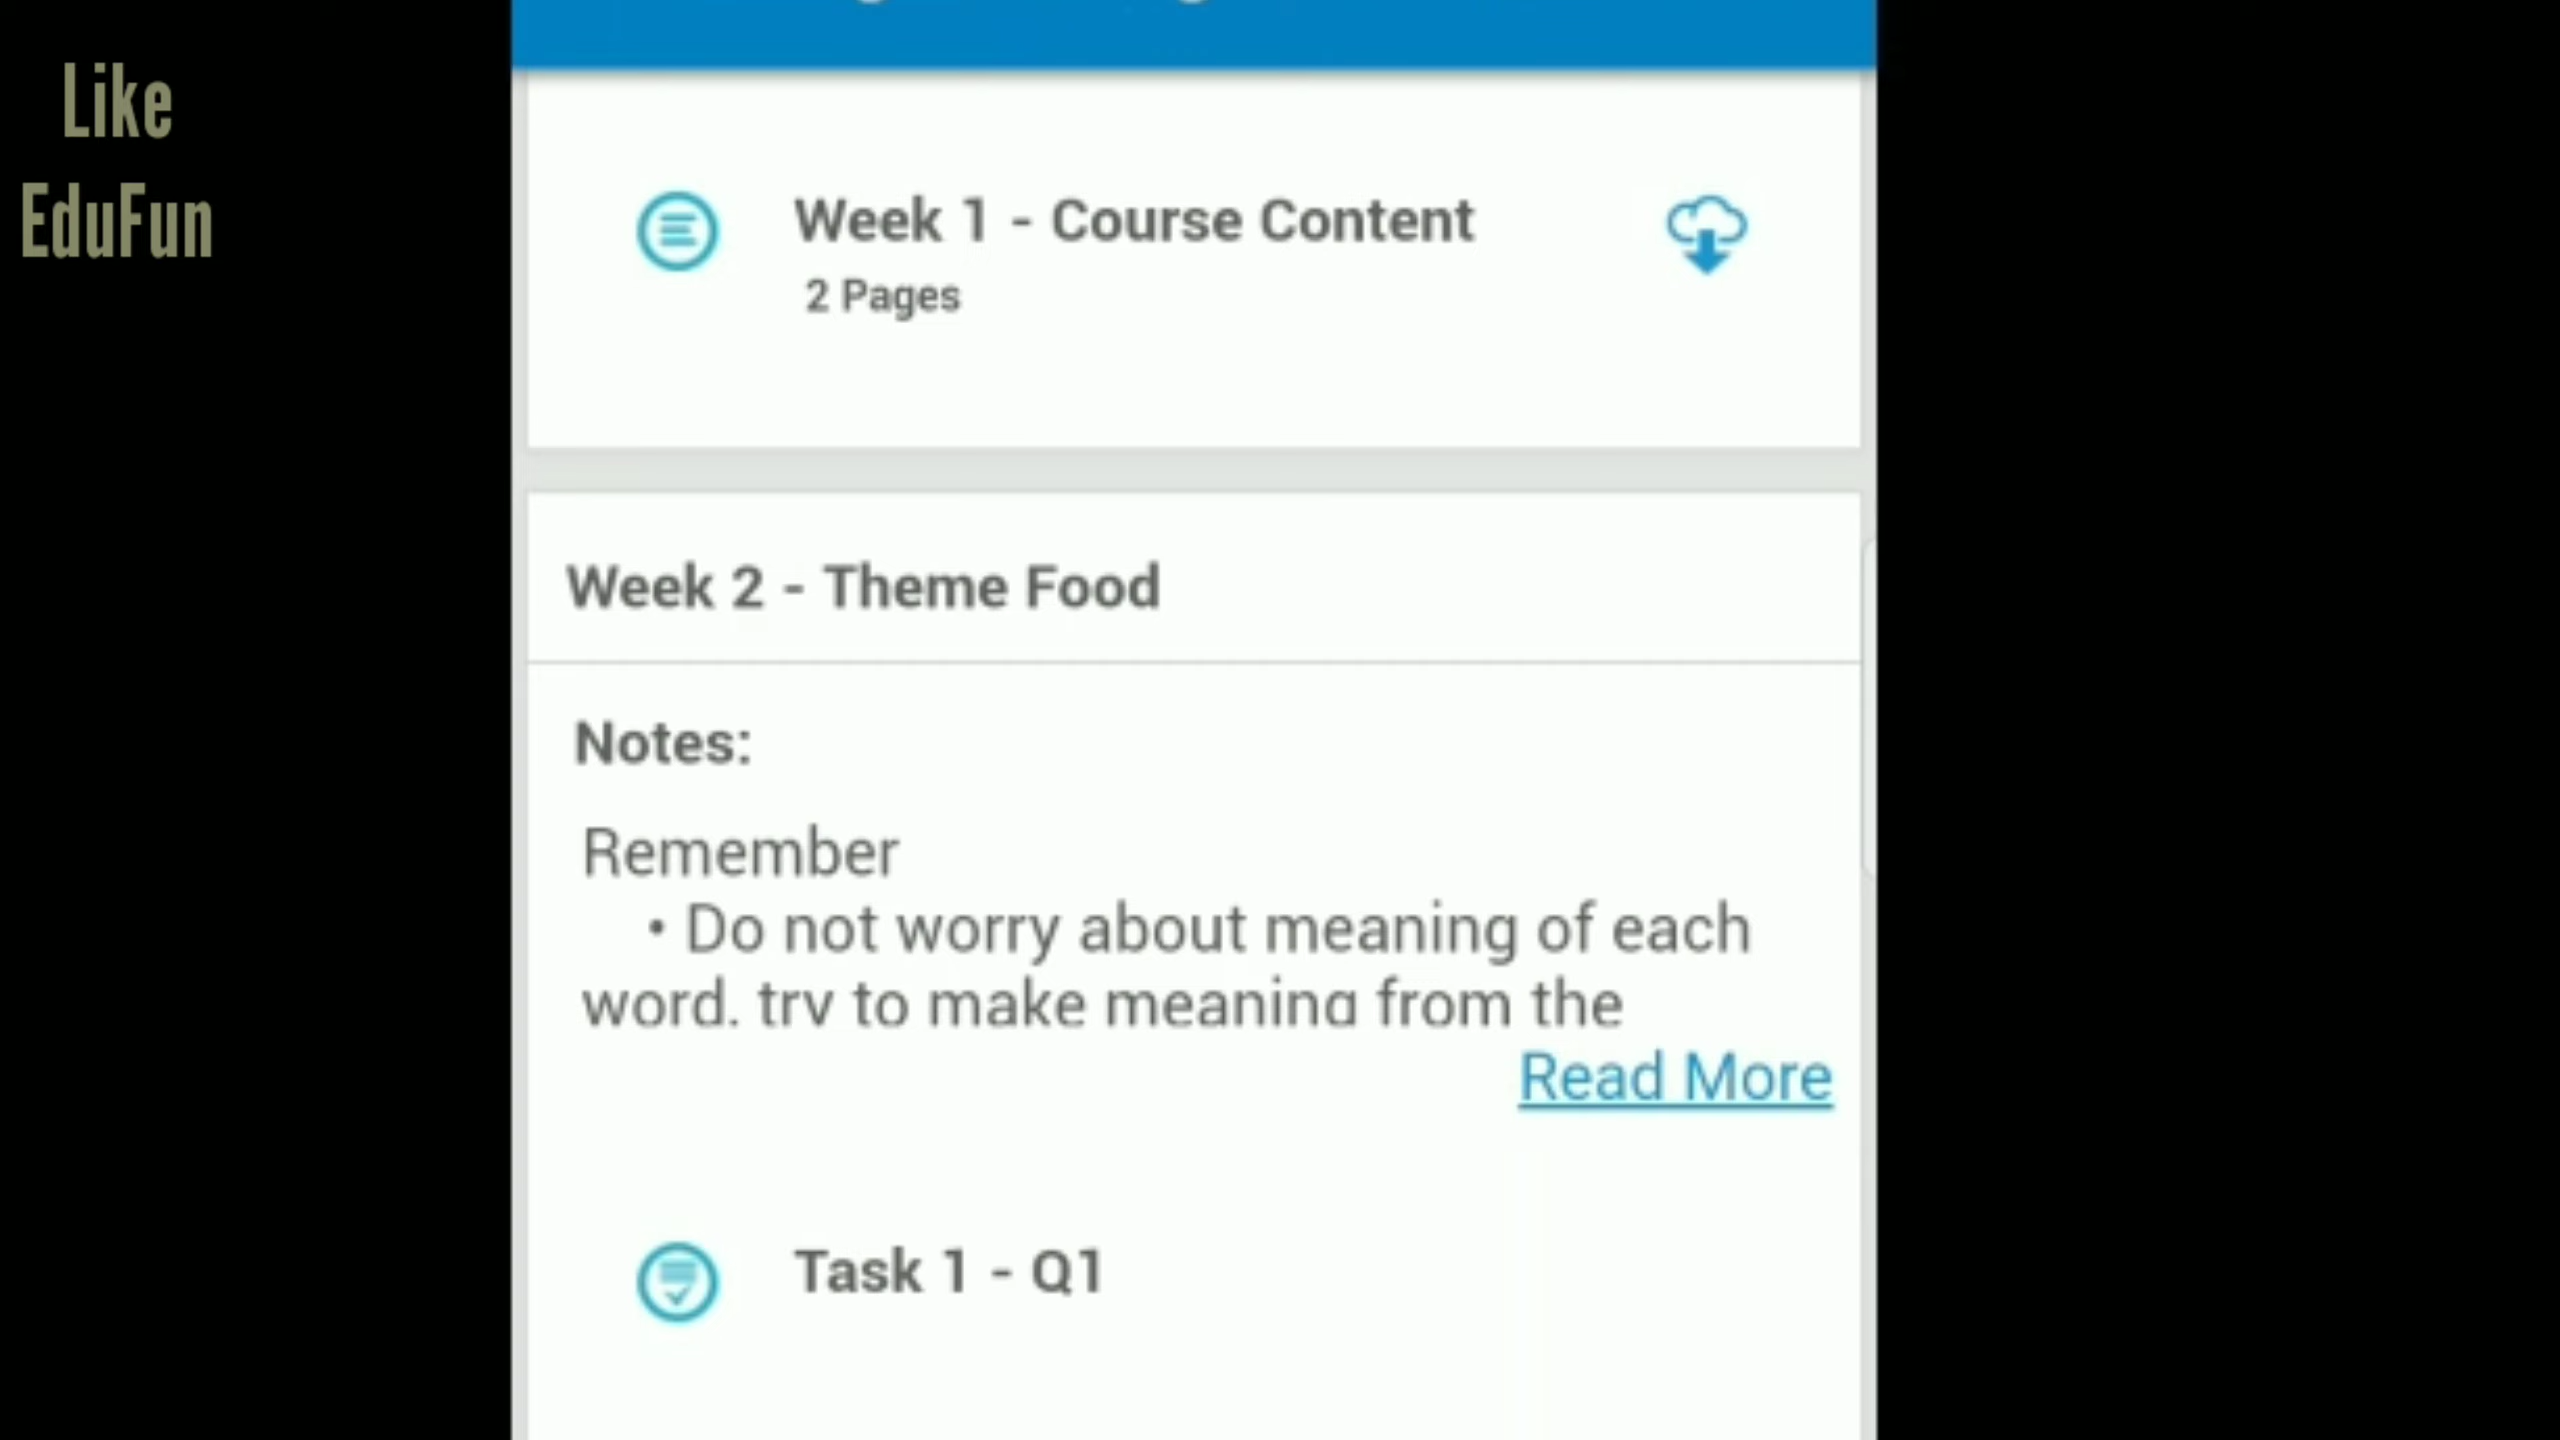 Like
EduFun
Week 1 - Course Content
2 Pages
Week 2 - Theme Food
Notes:
Remember
• Do not worry about meaning of each
word. try to make meaning from the
Read More
Task 1 - Q1